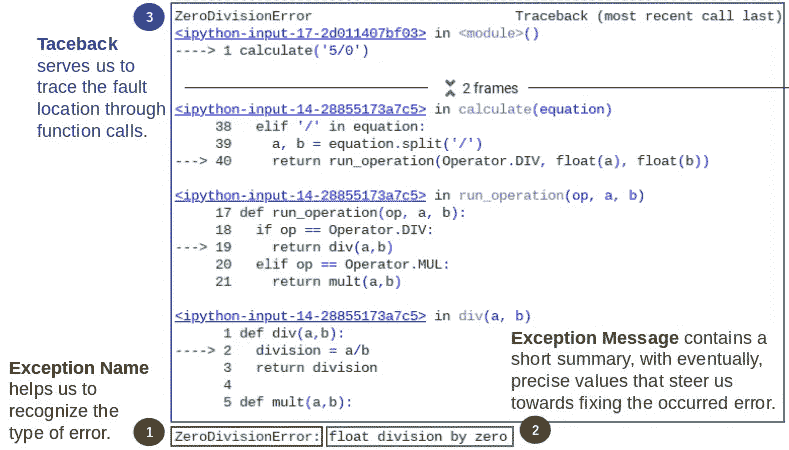 3
Taceback
serves us to
trace the fault
location through
function calls.
ZeroDivisionError Traceback (most recent call last)
<ipython-input-17-2d011407bf03> in <module>()
----> 1 calculate('5/0')
2 frames
<ipython-input-14-28855173a7c5> in calculate(equation)
38 elif '/' in equation:
39 a, b = equation.split('/')
---> 40 return run_operation(Operator.DIV, float(a), float(b))
<ipython-input-14-28855173a7c5> in run_operation(op, a, b)
17 def run_operation(op, a, b):
18 if op == Operator.DIV:
---> 19 return div(a,b)
20 elif op == Operator.MUL:
21 return mult(a,b)
<ipython-input-14-28855173a7c5> in div(a, b)
1 def div(a,b):
----> 2 division = a/b
3 return division
4
5 def mult(a,b):
Exception Message contains a
short summary, with eventually,
precise values that steer us
towards fixing the occurred error.
Exception Name
helps us to
recognize the
type of error.
1
ZeroDivisionError: float division by zero
2